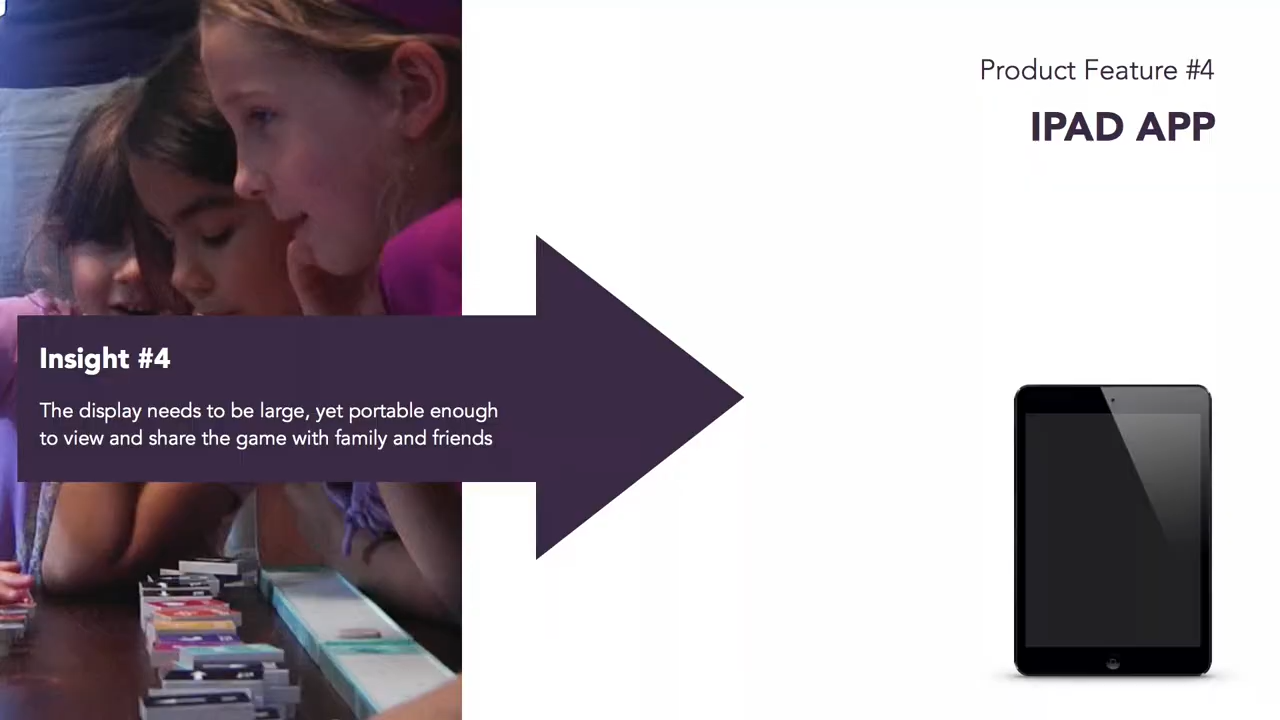 Product Feature #4
IPAD APP
Insight #4
The display needs to be large, yet portable enough
to view and share the game with family and friends